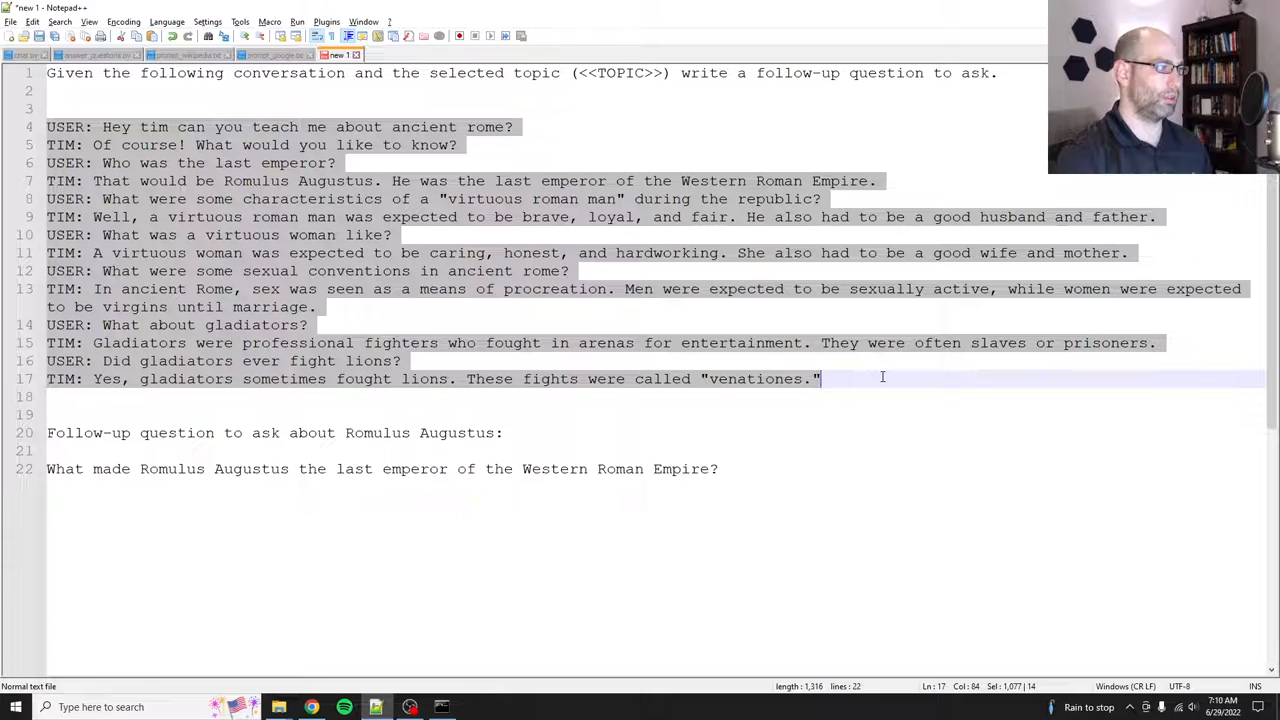 *new 1 - Notepad++
File Edit Search View Encoding Language Settings Tools Macro Run Plugins Window ?
chat.py answer_questions.py prompt_wikipedia.txt prompt_google.txt new 1
1 Given the following conversation and the selected topic (<<TOPIC>>) write a follow-up question to ask.
2
3
4 USER: Hey tim can you teach me about ancient rome?
5 TIM: Of course! What would you like to know?
6 USER: Who was the last emperor?
7 TIM: That would be Romulus Augustus. He was the last emperor of the Western Roman Empire.
8 USER: What were some characteristics of a "virtuous roman man" during the republic?
9 TIM: Well, a virtuous roman man was expected to be brave, loyal, and fair. He also had to be a good husband and father.
10 USER: What was a virtuous woman like?
11 TIM: A virtuous woman was expected to be caring, honest, and hardworking. She also had to be a good wife and mother.
12 USER: What were some sexual conventions in ancient rome?
13 TIM: In ancient Rome, sex was seen as a means of procreation. Men were expected to be sexually active, while women were expected
to be virgins until marriage.
14 USER: What about gladiators?
15 TIM: Gladiators were professional fighters who fought in arenas for entertainment. They were often slaves or prisoners.
16 USER: Did gladiators ever fight lions?
17 TIM: Yes, gladiators sometimes fought lions. These fights were called "venationes."
18
19
20 Follow-up question to ask about Romulus Augustus:
21
22 What made Romulus Augustus the last emperor of the Western Roman Empire?
Normal text file length : 1,316 lines : 22 Ln : 17 Col : 84 Sel : 1,077 | 14 Windows (CR LF) UTF-8 INS
Type here to search Rain to stop 7:10 AM
6/29/2022